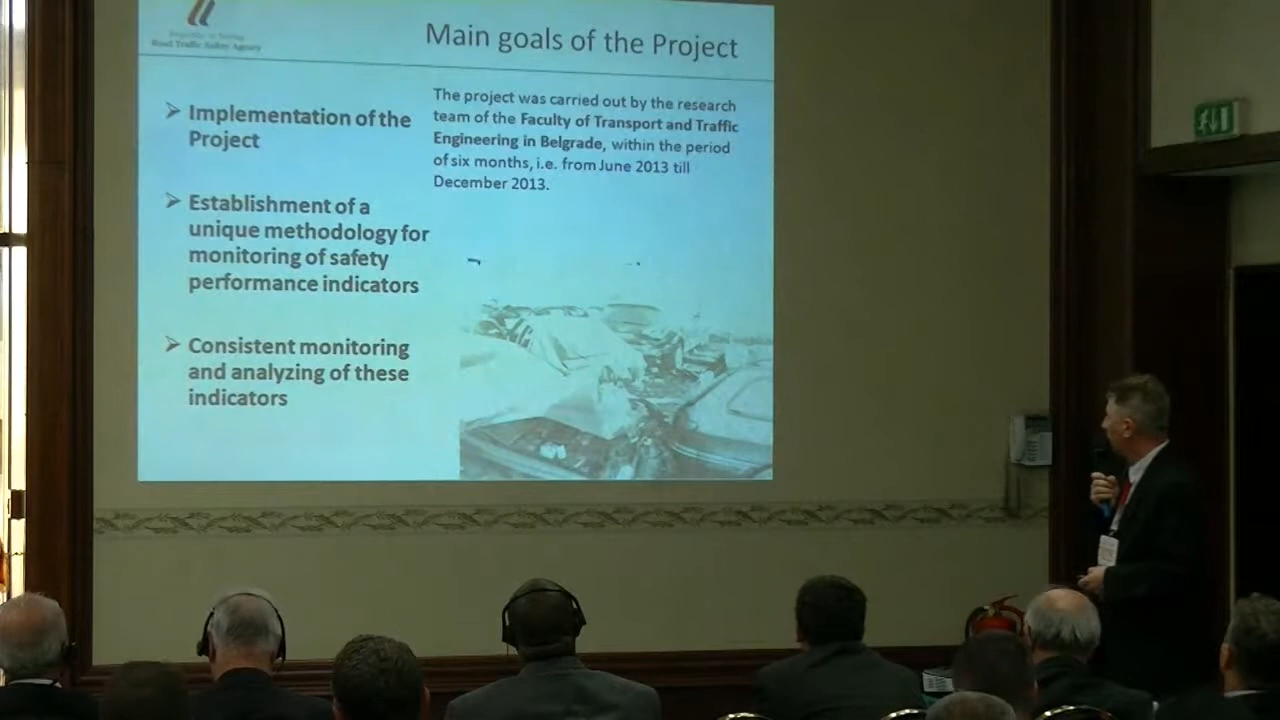 Republic of Serbia
Road Traffic Safety Agency
Main goals of the Project
➢ Implementation of the
Project
➢ Establishment of a
unique methodology for
monitoring of safety
performance indicators
➢ Consistent monitoring
and analyzing of these
indicators
The project was carried out by the research
team of the Faculty of Transport and Traffic
Engineering in Belgrade, within the period
of six months, i.e. from June 2013 till
December 2013.